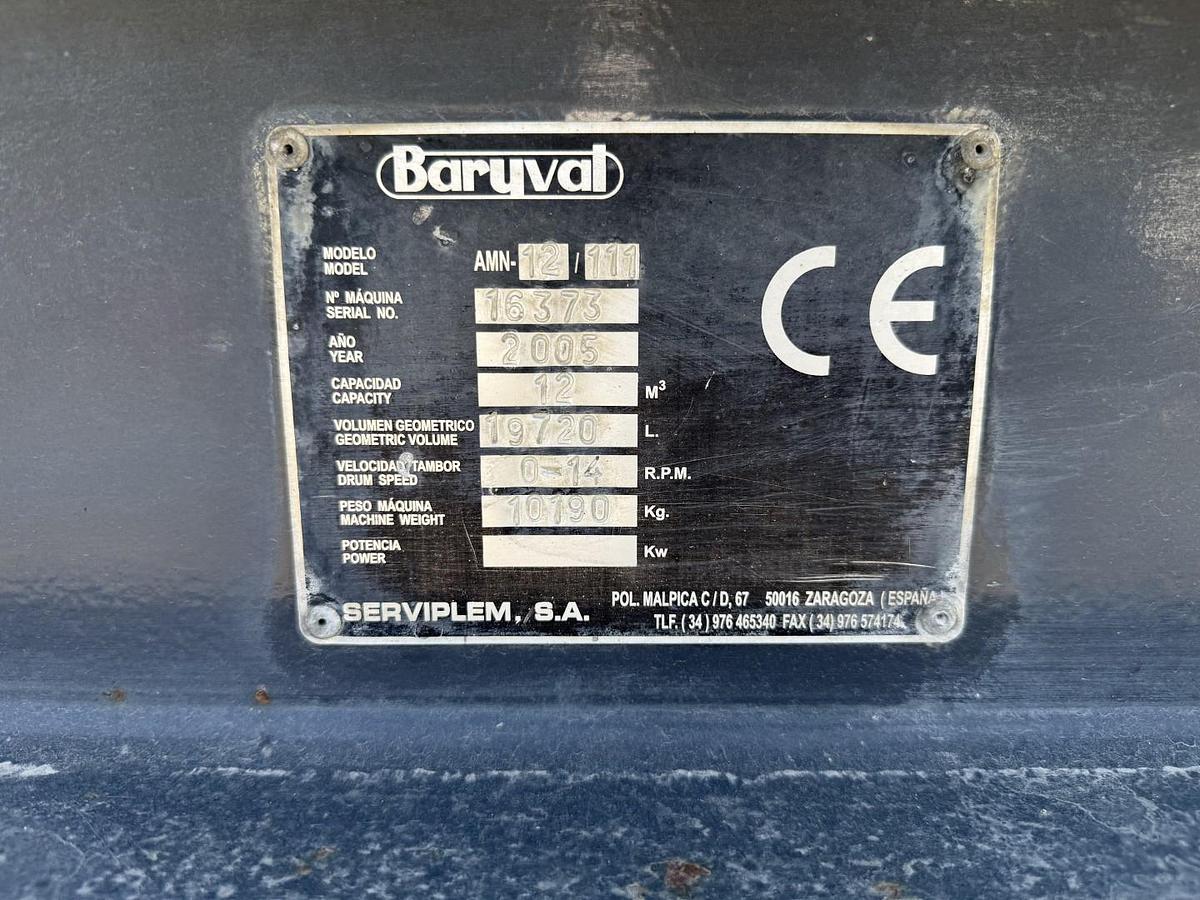 Baryval
MODELO
MODEL
AMN-12/111
Nº MÁQUINA
SERIAL NO.
16373
AÑO
YEAR
2005
CAPACIDAD
CAPACITY
12 M³
VOLUMEN GEOMETRICO
GEOMETRIC VOLUME
19720 L.
VELOCIDAD TAMBOR
DRUM SPEED
0-14 R.P.M.
PESO MÁQUINA
MACHINE WEIGHT
10190 Kg.
POTENCIA
POWER
Kw
CE
SERVIPLEM, S.A.
POL. MALPICA C/D, 67 50016 ZARAGOZA (ESPAÑA)
TLF. (34) 976 465340 FAX (34) 976 574174